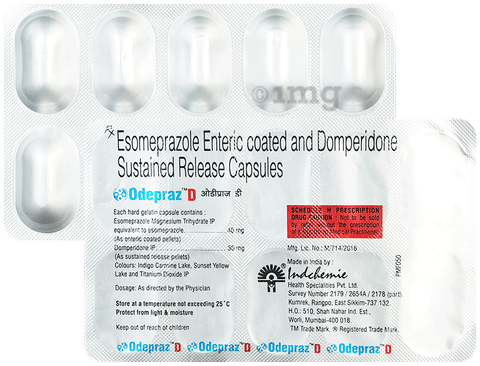 ©1mg
Rx Esomeprazole Enteric coated and Domperidone
Sustained Release Capsules
Odepraz™ D ओडीप्राज़ डी
Each hard gelatin capsule contains :
Esomeprazole Magnesium Trihydrate IP
equivalent to esomeprazole 40 mg
(As enteric coated pellets)
Domperidone IP 30 mg
(As sustained release pellets)
Colours: Indigo Carmine Lake, Sunset Yellow
Lake and Titanium Dioxide IP
Dosage: As directed by the Physician
Store at a temperature not exceeding 25°C
Protect from light & moisture
Keep out of reach of children
SCHEDULE H PRESCRIPTION
DRUG-CAUTION : Not to be sold
by retail without the prescription
of a Registered Medical Practitioner.
Mfg. Lic. No.: M/714/2016
Made in India by :
Indchemie
Health Specialities Pvt. Ltd.
Survey Number 2179 / 2654A / 2178 (part),
Kumrek, Rangpo, East Sikkim-737 132.
H.O.: 510, Shah Nahar Ind. Est.,
Worli, Mumbai-400 018.
TM Trade Mark. ® Registered Trade Mark.
Odepraz™ D Odepraz™ D Odepraz™ D Odepraz™ D